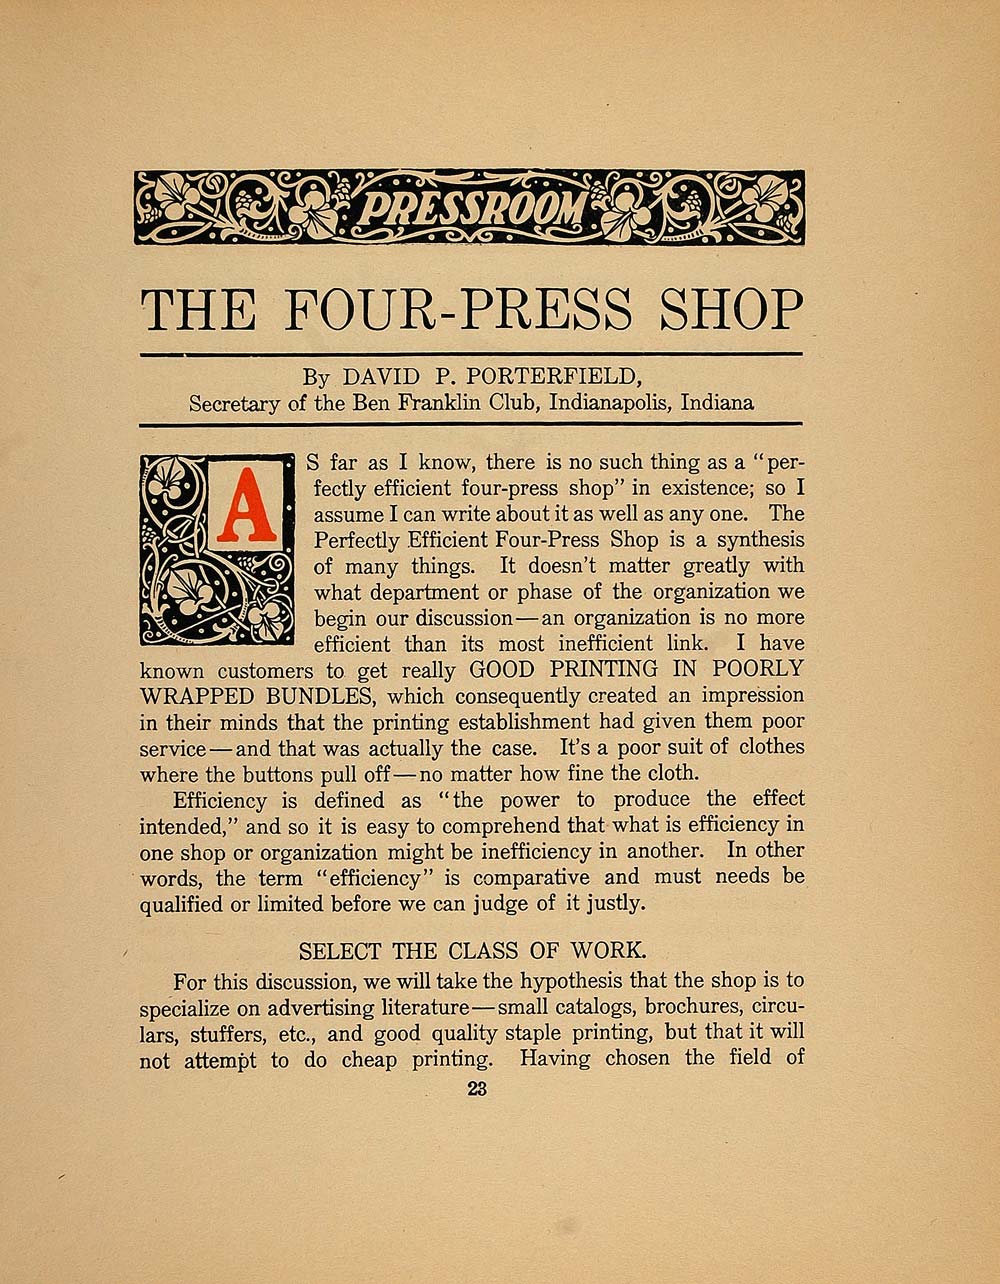 PRESSROOM
THE FOUR-PRESS SHOP
By DAVID P. PORTERFIELD,
Secretary of the Ben Franklin Club, Indianapolis, Indiana
AS far as I know, there is no such thing as a "per-
fectly efficient four-press shop" in existence; so I
assume I can write about it as well as any one. The
Perfectly Efficient Four-Press Shop is a synthesis
of many things. It doesn't matter greatly with
what department or phase of the organization we
begin our discussion—an organization is no more
efficient than its most inefficient link. I have
known customers to get really GOOD PRINTING IN POORLY
WRAPPED BUNDLES, which consequently created an impression
in their minds that the printing establishment had given them poor
service—and that was actually the case. It's a poor suit of clothes
where the buttons pull off—no matter how fine the cloth.
Efficiency is defined as "the power to produce the effect
intended," and so it is easy to comprehend that what is efficiency in
one shop or organization might be inefficiency in another. In other
words, the term "efficiency" is comparative and must needs be
qualified or limited before we can judge of it justly.
SELECT THE CLASS OF WORK.
For this discussion, we will take the hypothesis that the shop is to
specialize on advertising literature—small catalogs, brochures, circu-
lars, stuffers, etc., and good quality staple printing, but that it will
not attempt to do cheap printing. Having chosen the field of
23